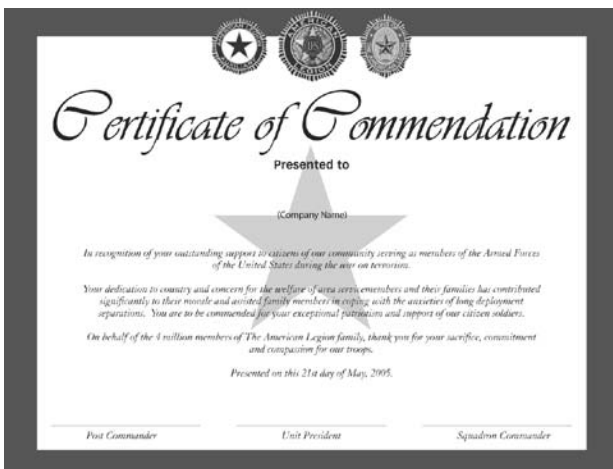 AMERICAN
LEGION
Certificate of Commendation
Presented to
(Company Name)
In recognition of your outstanding support to citizens of our community serving as members of the Armed Forces
of the United States during the war on terrorism.
Your dedication to country and concern for the welfare of area servicemembers and their families has contributed
significantly to these morale and assisted family members in coping with the anxieties of long deployment
separations. You are to be commended for your exceptional patriotism and support of our citizen soldiers.
On behalf of the 4 million members of The American Legion family, thank you for your sacrifice, commitment
and compassion for our troops.
Presented on this 21st day of May, 2005.
Post Commander Unit President Squadron Commander